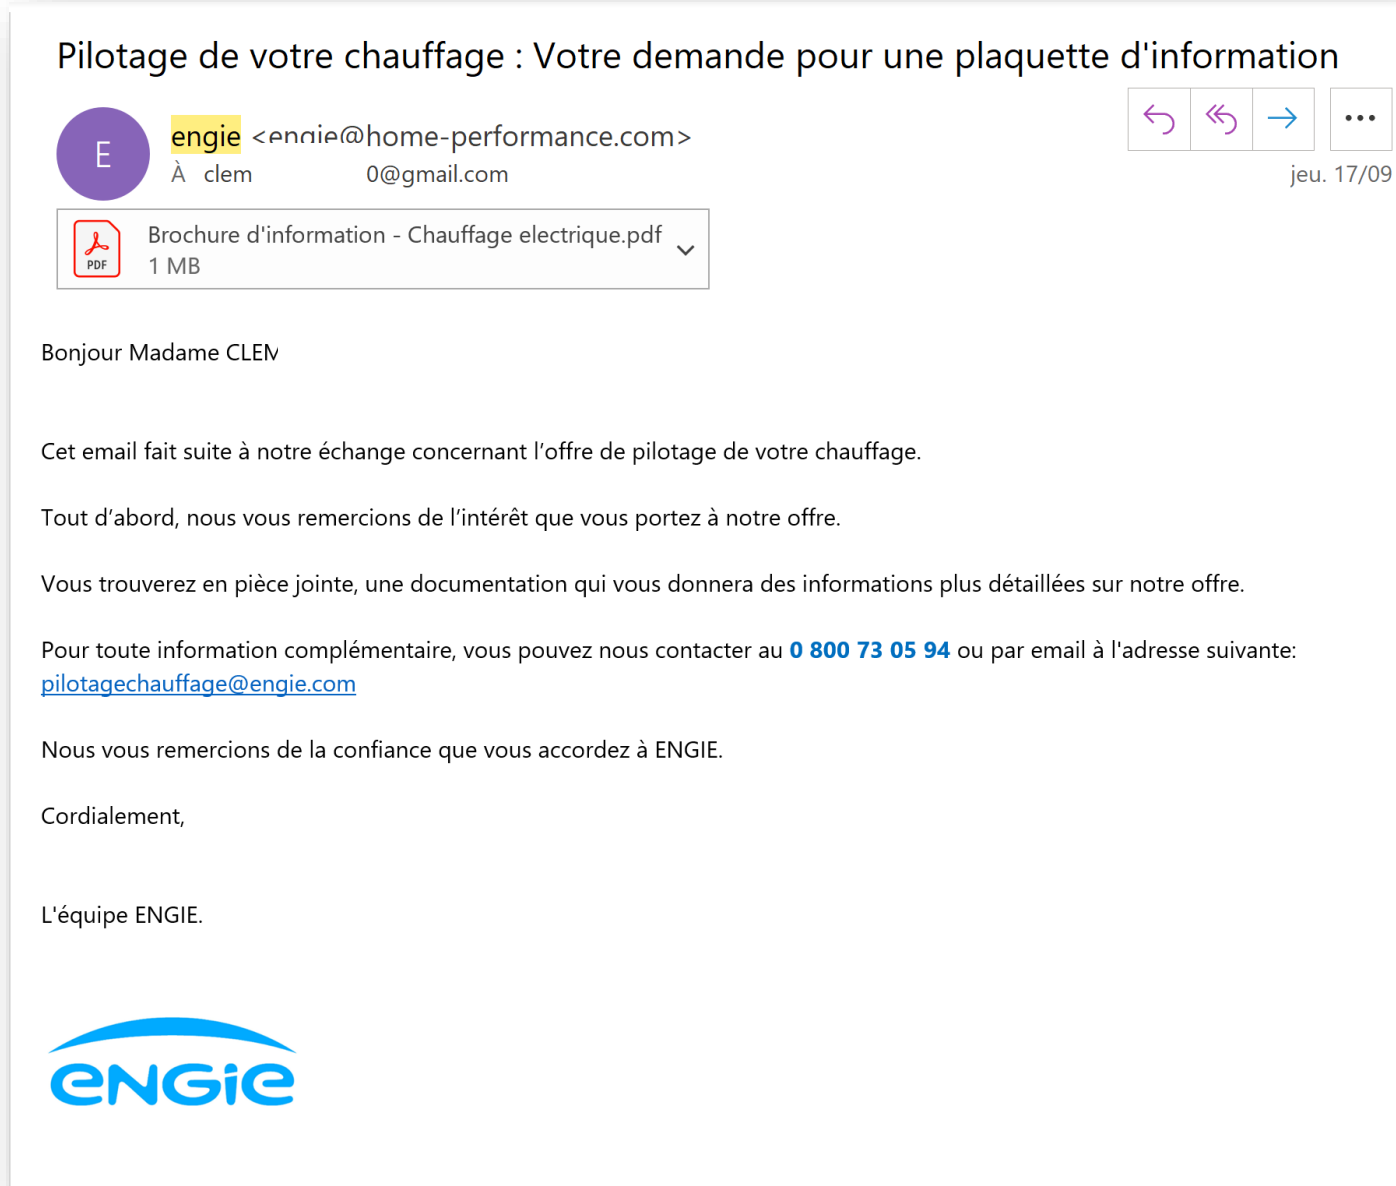 Pilotage de votre chauffage : Votre demande pour une plaquette d'information
E
engie <engie@home-performance.com>
À clem 0@gmail.com
jeu. 17/09
PDF
Brochure d'information - Chauffage electrique.pdf
1 MB
Bonjour Madame CLEM
Cet email fait suite à notre échange concernant l’offre de pilotage de votre chauffage.
Tout d’abord, nous vous remercions de l’intérêt que vous portez à notre offre.
Vous trouverez en pièce jointe, une documentation qui vous donnera des informations plus détaillées sur notre offre.
Pour toute information complémentaire, vous pouvez nous contacter au 0 800 73 05 94 ou par email à l'adresse suivante:
pilotagechauffage@engie.com
Nous vous remercions de la confiance que vous accordez à ENGIE.
Cordialement,
L'équipe ENGIE.
engie